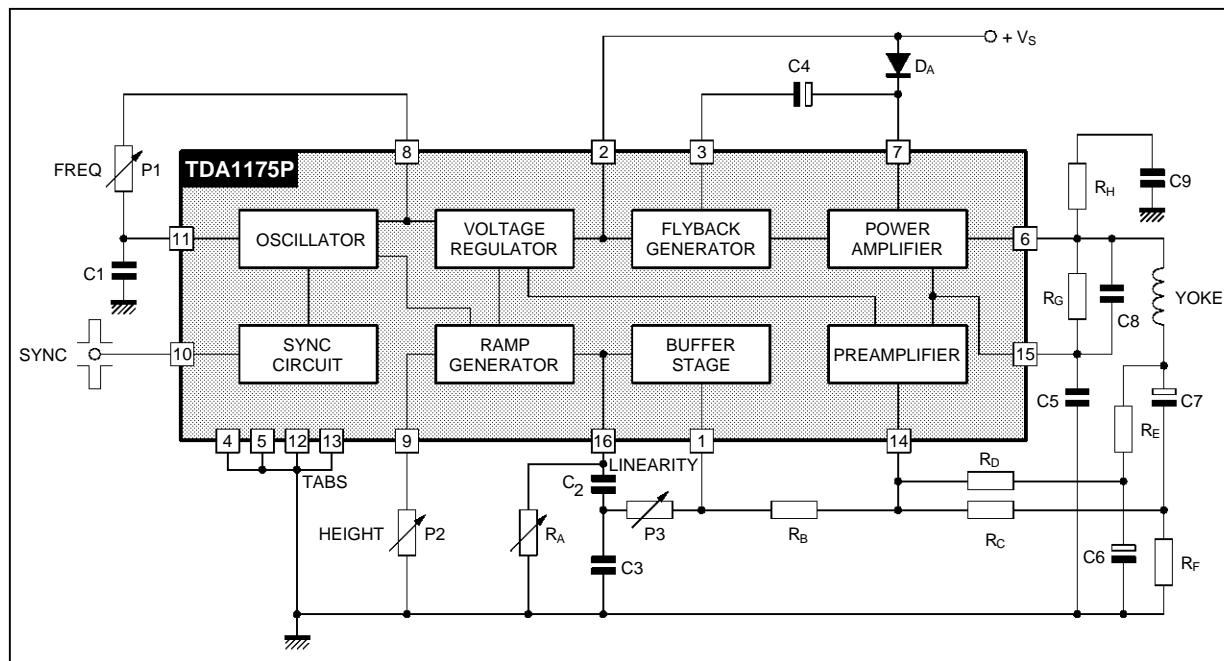 + VS
C4
DA
8
2
3
7
TDA1175P
FREQ
P1
RH
C9
11
OSCILLATOR
VOLTAGE
REGULATOR
FLYBACK
GENERATOR
POWER
AMPLIFIER
6
C1
RG
C8
YOKE
SYNC
10
SYNC
CIRCUIT
RAMP
GENERATOR
BUFFER
STAGE
PREAMPLIFIER
15
C5
C7
RE
4
5
12
13
9
16
1
14
TABS
LINEARITY
C2
RD
HEIGHT
P2
RA
P3
RB
RC
C3
C6
RF